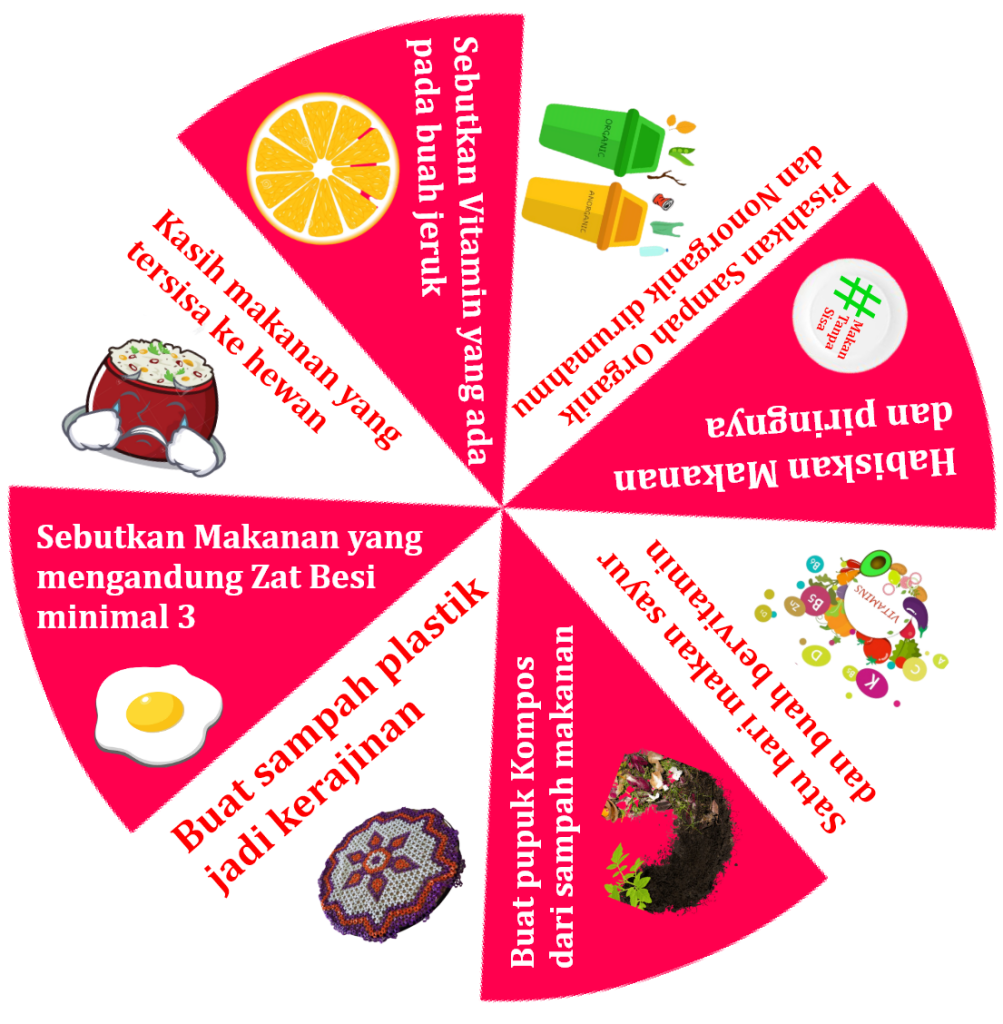 Sebutkan Vitamin yang ada
pada buah jeruk
ORGANIC
ANORGANIC
Pisahkan Sampah Organik
dan Nonorganik dirumahmu
#
Makan
Tanpa
Sisa
Habiskan Makanan
dan piringnya
Satu hari makan sayur
dan buah bervitamin
VITAMINS
B5
Zn
D
K
C
A
Buat pupuk Kompos
dari sampah makanan
Buat sampah plastik
jadi kerajinan
Sebutkan Makanan yang
mengandung Zat Besi
minimal 3
Kasih makanan yang
tersisa ke hewan